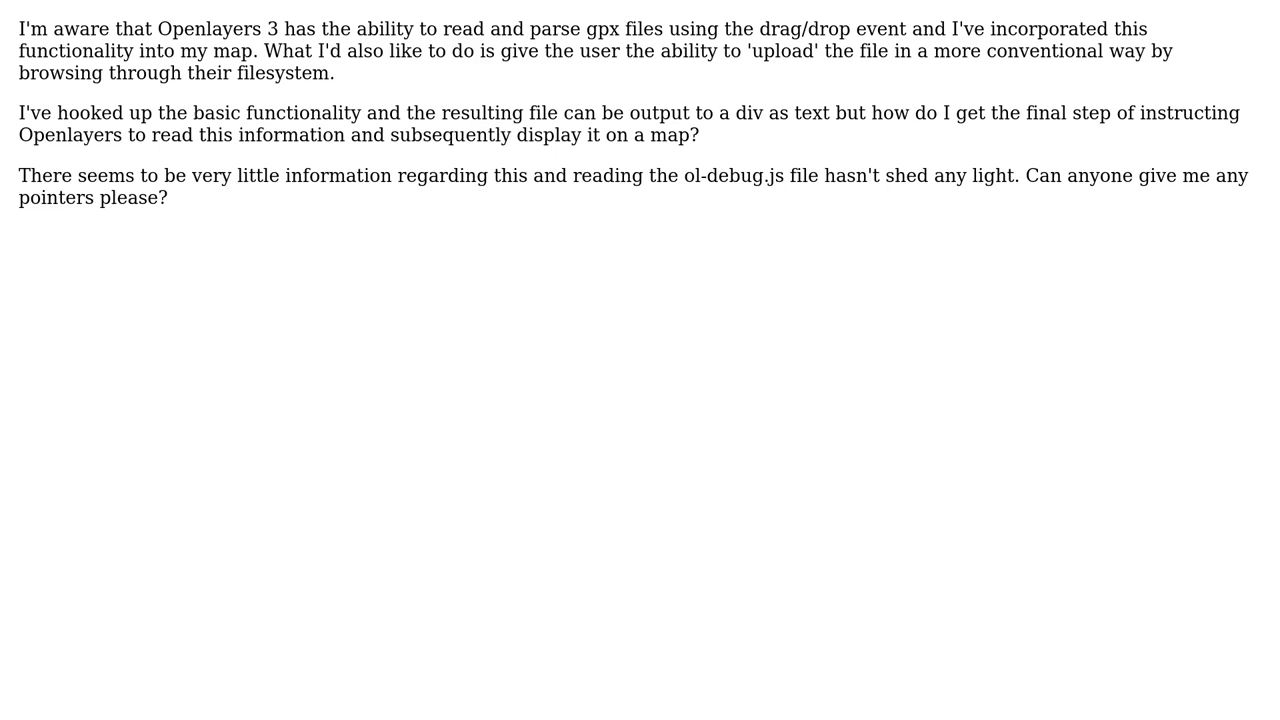 I'm aware that Openlayers 3 has the ability to read and parse gpx files using the drag/drop event and I've incorporated this
functionality into my map. What I'd also like to do is give the user the ability to 'upload' the file in a more conventional way by
browsing through their filesystem.
I've hooked up the basic functionality and the resulting file can be output to a div as text but how do I get the final step of instructing
Openlayers to read this information and subsequently display it on a map?
There seems to be very little information regarding this and reading the ol-debug.js file hasn't shed any light. Can anyone give me any
pointers please?